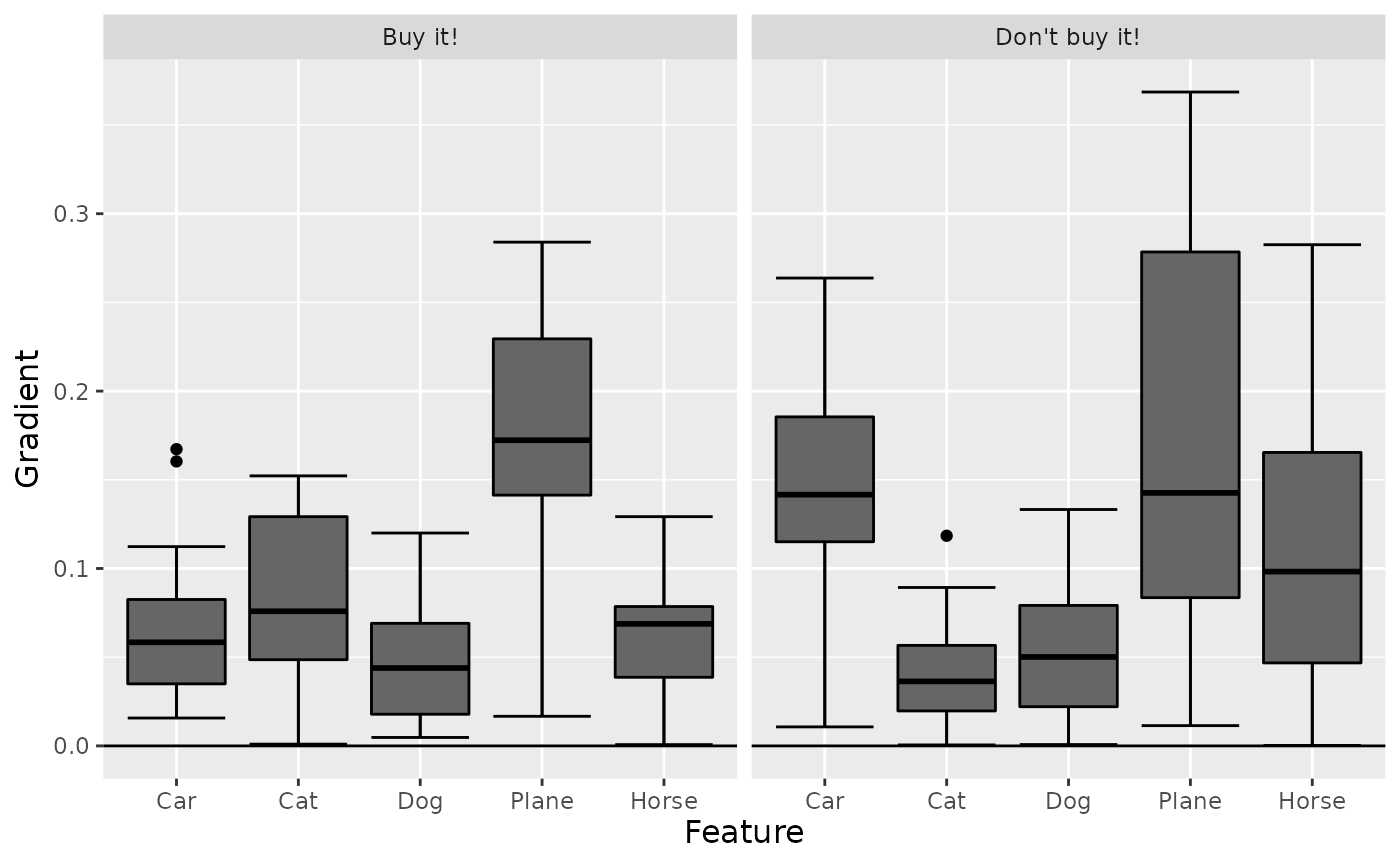 Buy it!
Don't buy it!
Gradient
0.3
0.2
0.1
0.0
Car Cat Dog Plane Horse
Car Cat Dog Plane Horse
Feature